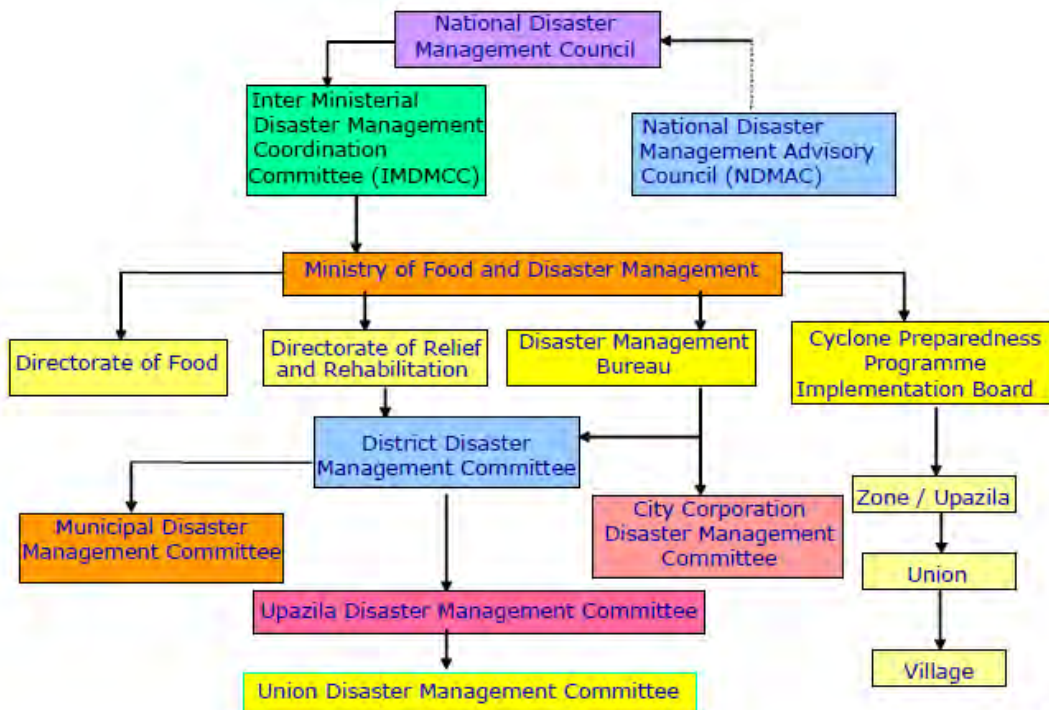 National Disaster
Management Council
Inter Ministerial
Disaster Management
Coordination
Committee (IMDMCC)
National Disaster
Management Advisory
Council (NDMAC)
Ministry of Food and Disaster Management
Directorate of Food
Directorate of Relief
and Rehabilitation
Disaster Management
Bureau
Cyclone Preparedness
Programme
Implementation Board
District Disaster
Management Committee
Municipal Disaster
Management Committee
City Corporation
Disaster Management
Committee
Zone / Upazila
Union
Upazila Disaster Management Committee
Village
Union Disaster Management Committee